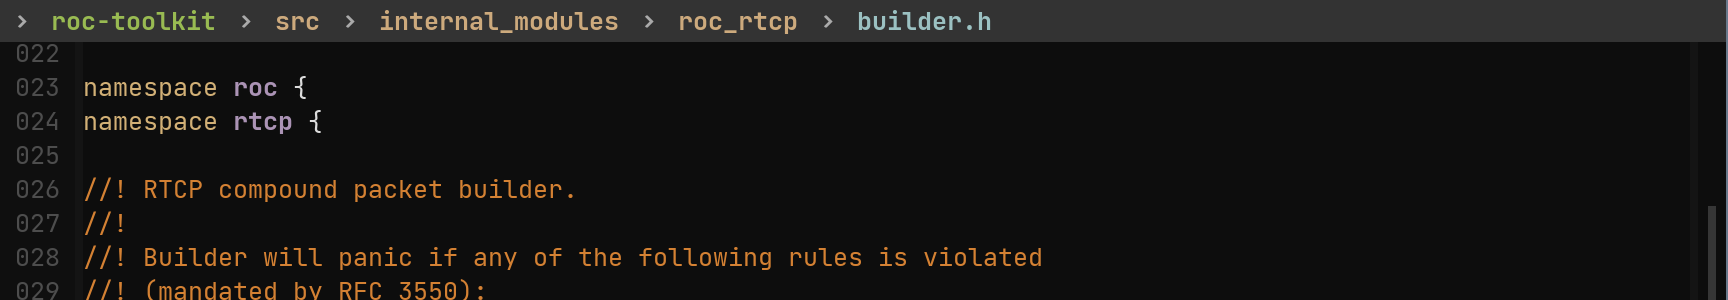 › roc-toolkit › src › internal_modules › roc_rtcp › builder.h
022
023 namespace roc {
024 namespace rtcp {
025
026 //! RTCP compound packet builder.
027 //!
028 //! Builder will panic if any of the following rules is violated
029 //! (mandated by RFC 3550):